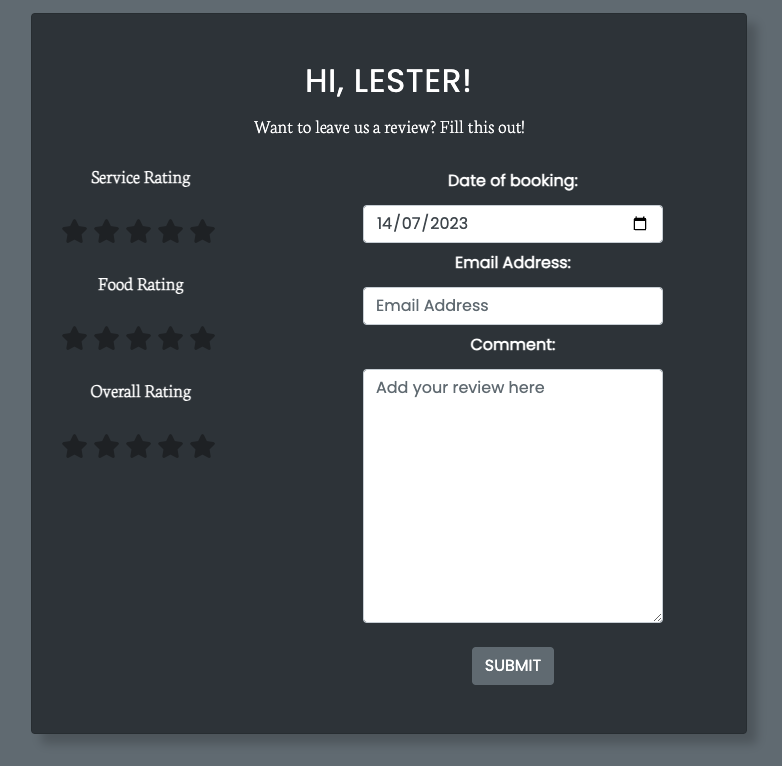 HI, LESTER!
Want to leave us a review? Fill this out!
Service Rating
Food Rating
Overall Rating
Date of booking:
14/07/2023
Email Address:
Email Address
Comment:
Add your review here
SUBMIT